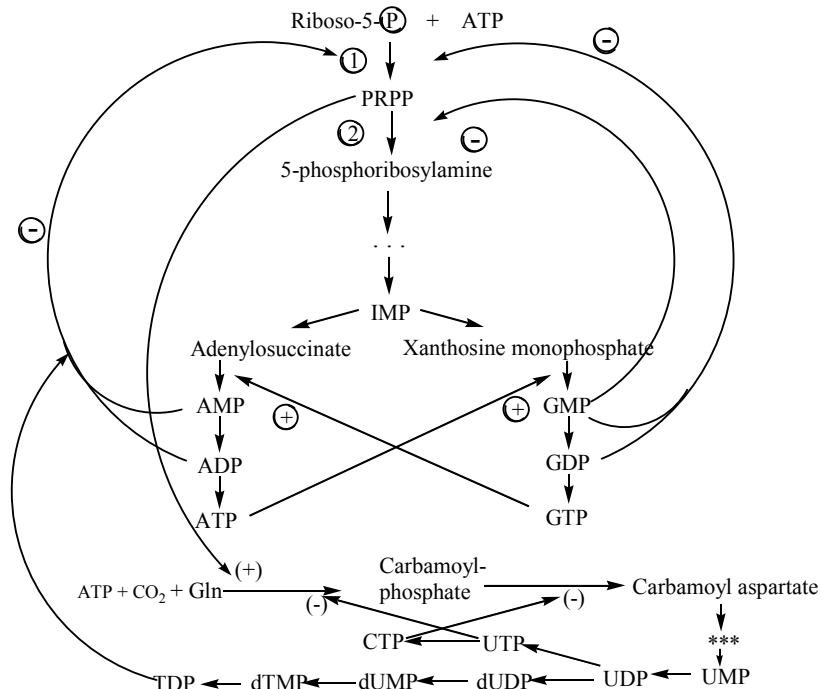 Riboso-5-P + ATP
-
1
PRPP
2
-
5-phosphoribosylamine
-
. . .
IMP
Adenylosuccinate Xanthosine monophosphate
AMP + + GMP
ADP GDP
ATP GTP
(+) Carbamoyl-
ATP + CO₂ + Gln phosphate Carbamoyl aspartate
(-) (-)
CTP UTP ***
TDP dTMP dUMP dUDP UDP UMP